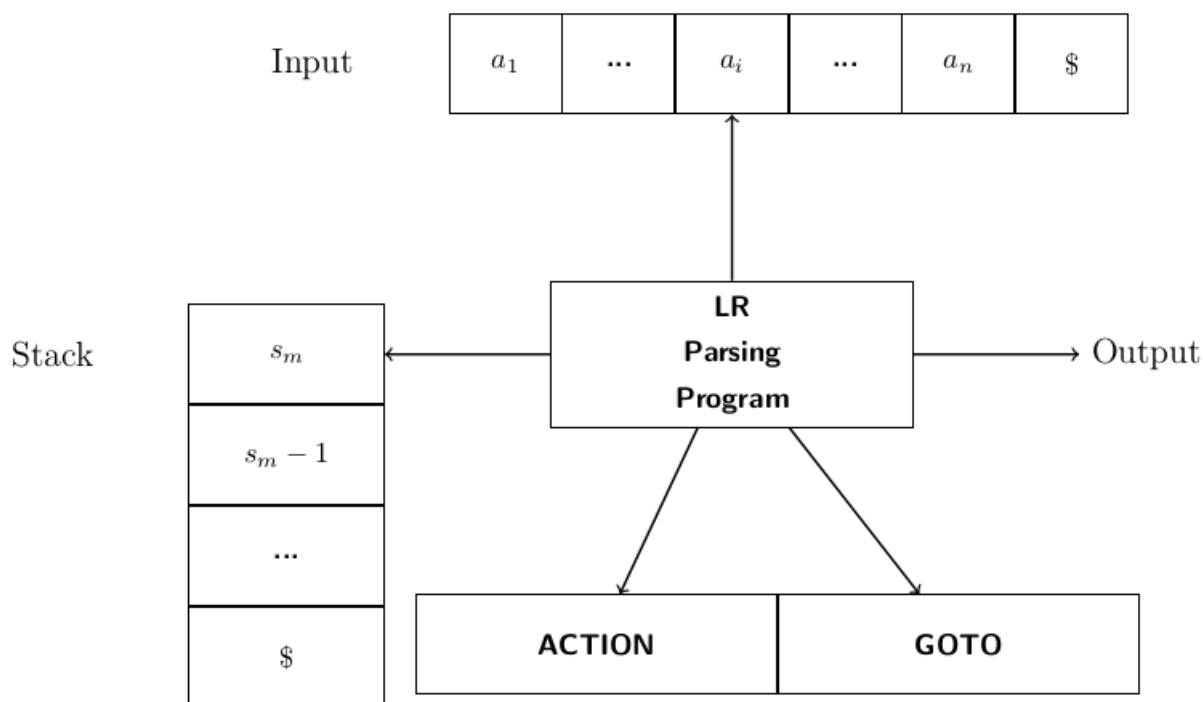 Input
a₁ ... aᵢ ... aₙ $
LR
Parsing
Program
Stack
Output
sₘ
sₘ − 1
...
$
ACTION GOTO